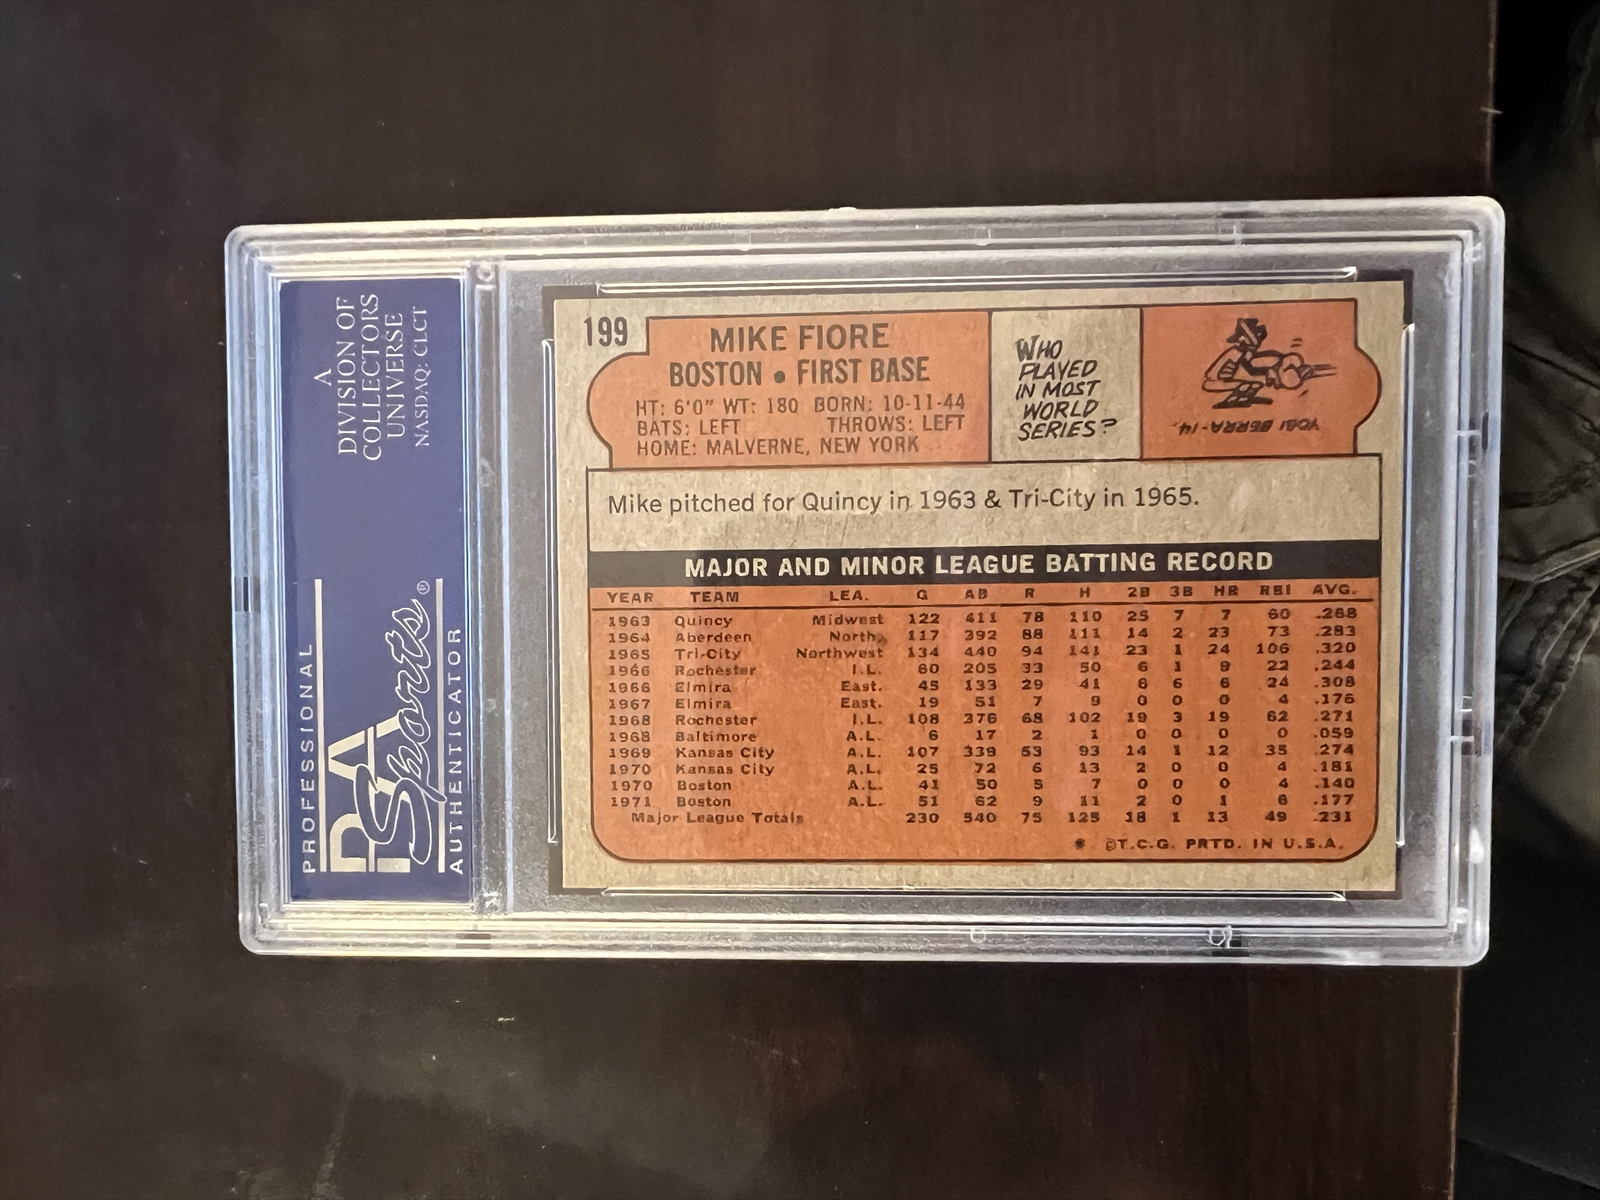 A
DIVISION OF
COLLECTORS
UNIVERSE
NASDAQ: CLCT
PROFESSIONAL
PSA
Sports®
AUTHENTICATOR
199
MIKE FIORE
BOSTON • FIRST BASE
HT: 6'0" WT: 180 BORN: 10-11-44
BATS: LEFT THROWS: LEFT
HOME: MALVERNE, NEW YORK
WHO
PLAYED
IN MOST
WORLD
SERIES?
YOGI BERRA-14.
Mike pitched for Quincy in 1963 & Tri-City in 1965.
MAJOR AND MINOR LEAGUE BATTING RECORD
YEAR TEAM LEA. G AB R H 2B 3B HR RBI AVG.
1963 Quincy Midwest 122 411 78 110 25 7 7 60 .268
1964 Aberdeen North. 117 392 88 111 14 2 23 73 .283
1965 Tri-City Northwest 134 440 94 141 23 1 24 106 .320
1966 Rochester I.L. 60 205 33 50 6 1 8 22 .244
1966 Elmira East. 45 133 29 41 6 6 6 24 .308
1967 Elmira East. 19 51 7 9 0 0 0 4 .176
1968 Rochester I.L. 108 376 68 102 19 3 19 62 .271
1968 Baltimore A.L. 6 17 2 1 0 0 0 0 .059
1969 Kansas City A.L. 107 339 53 93 14 1 12 35 .274
1970 Kansas City A.L. 25 72 6 13 2 0 0 4 .181
1970 Boston A.L. 41 50 5 7 0 0 0 4 .140
1971 Boston A.L. 51 62 9 11 2 0 1 6 .177
Major League Totals 230 540 75 125 18 1 13 49 .231
* ©T.C.G. PRTD. IN U.S.A.